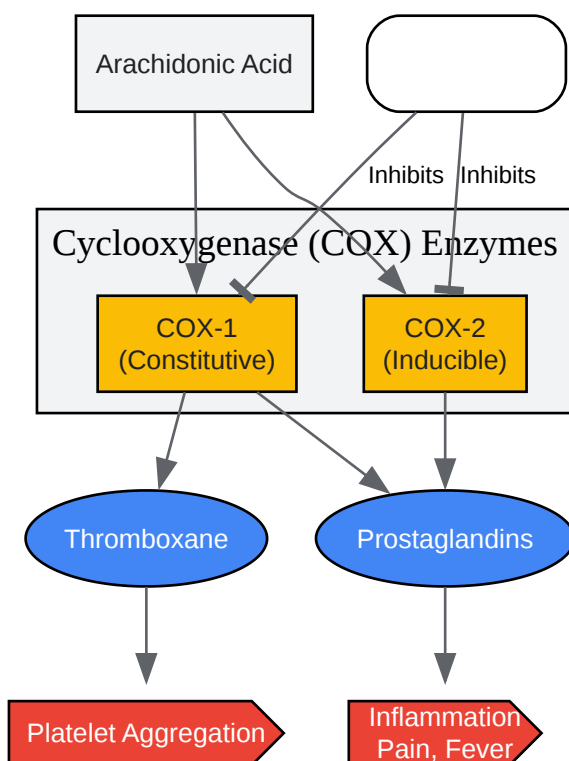 Arachidonic Acid
Inhibits
Inhibits
Cyclooxygenase (COX) Enzymes
COX-1
(Constitutive)
COX-2
(Inducible)
Thromboxane
Prostaglandins
Platelet Aggregation
Inflammation
Pain, Fever